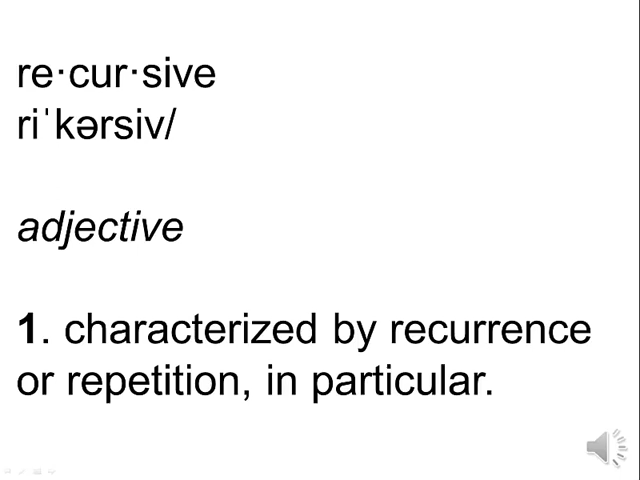 re·cur·sive
riˈkərsiv/
adjective
1. characterized by recurrence
or repetition, in particular.